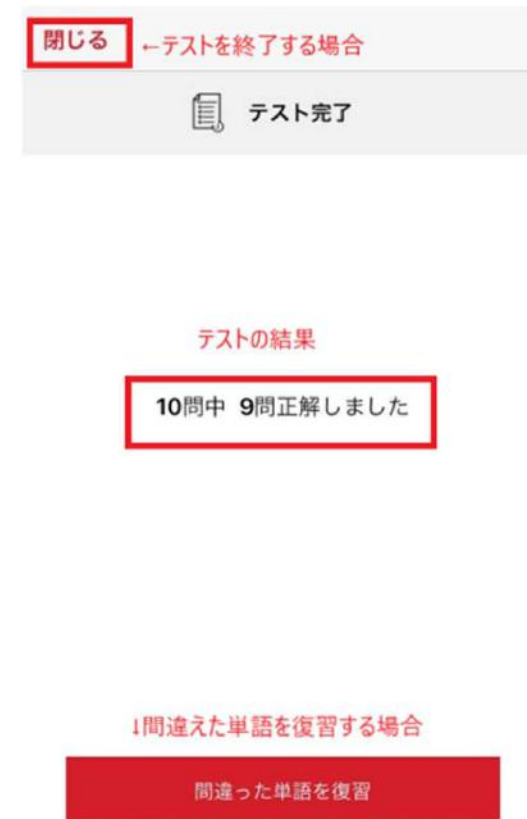 閉じる ←テストを終了する場合
テスト完了
テストの結果
10問中 9問正解しました
↓間違えた単語を復習する場合
間違った単語を復習